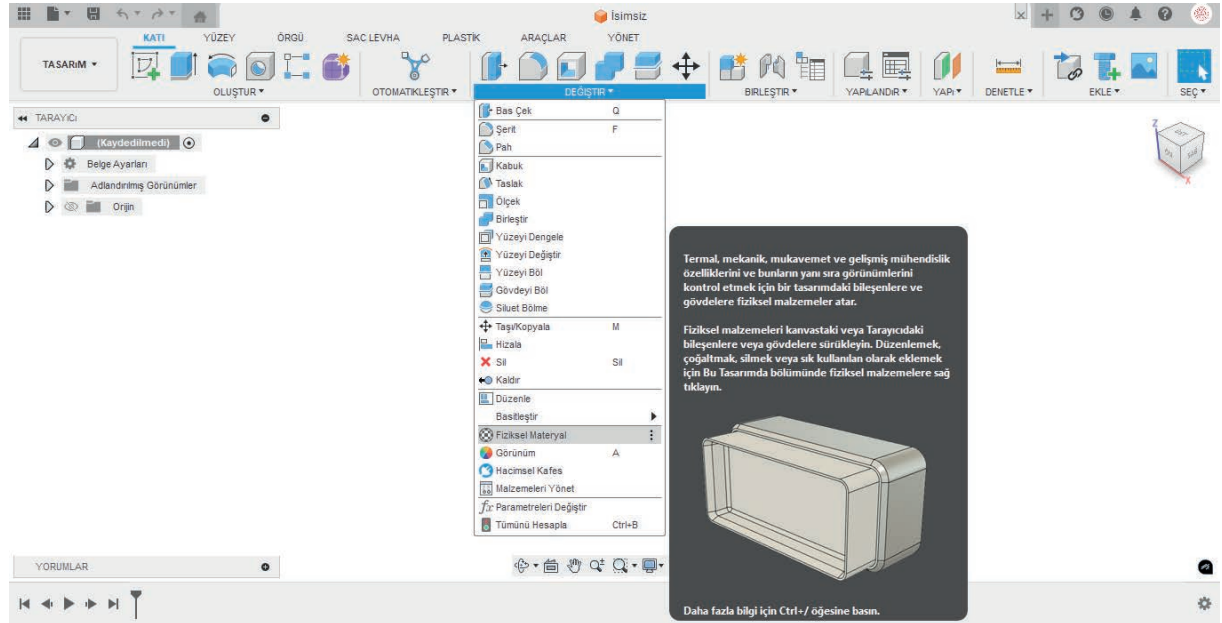 İsimsiz
KATI YÜZEY ÖRGÜ SAC LEVHA PLASTİK ARAÇLAR YÖNET
TASARIM
OLUŞTUR OTOMATIKLEŞTIR DEĞIŞTIR BIRLEŞTIR YAPILANDIR YAPI DENETLE EKLE SEÇ
TARAYICI
(Kaydedilmedi)
Belge Ayarları
Adlandırılmış Görünümler
Orijin
Bas Çek Q
Şerit F
Pah
Kabuk
Taslak
Ölçek
Birleştir
Yüzeyi Dengele
Yüzeyi Değiştir
Yüzeyi Böl
Gövdeyi Böl
Siluet Bölme
Taşı/Kopyala M
Hizala
Sil Sil
Kaldır
Düzenle
Basitleştir
Fiziksel Materyal
Görünüm A
Hacimsel Kafes
Malzemeleri Yönet
fx Parametreleri Değiştir
Tümünü Hesapla Ctrl+B
Termal, mekanik, mukavemet ve gelişmiş mühendislik
özelliklerini ve bunların yanı sıra görünümlerini
kontrol etmek için bir tasarımdaki bileşenlere ve
gövdelere fiziksel malzemeler atar.
Fiziksel malzemeleri kanvastaki veya Tarayıcıdaki
bileşenlere veya gövdelere sürükleyin. Düzenlemek,
çoğaltmak, silmek veya sık kullanılan olarak eklemek
için Bu Tasarımda bölümünde fiziksel malzemelere sağ
tıklayın.
Daha fazla bilgi için Ctrl+/ öğesine basın.
Z
X
YORUMLAR